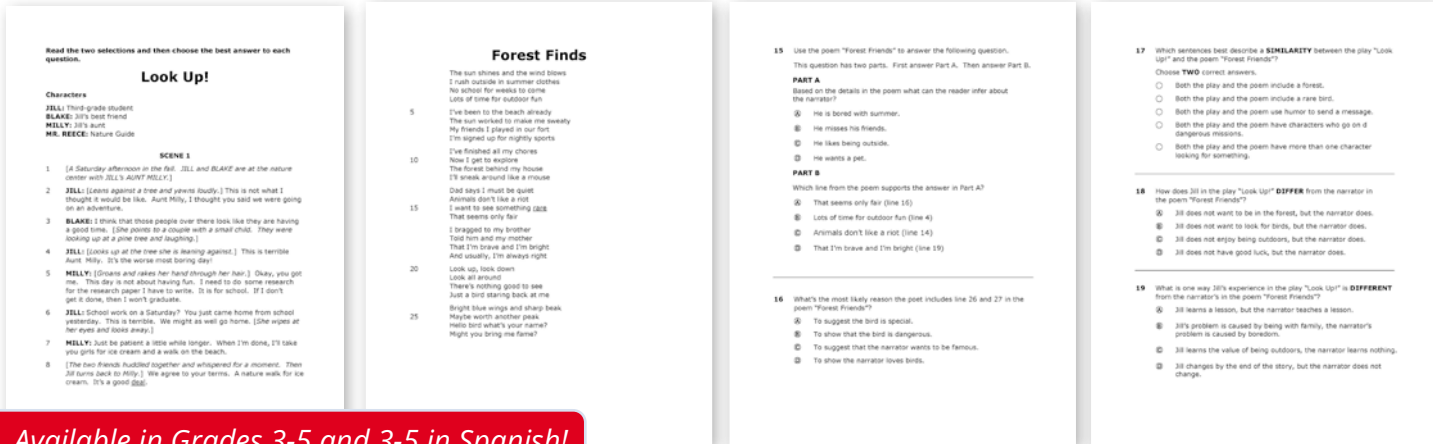 Read the two selections and then choose the best answer to each
question.
Look Up!
Characters
JILL: Third-grade student
BLAKE: Jill's best friend
MILLY: Jill's aunt
MR. REECE: Nature Guide
SCENE 1
1 [A Saturday afternoon in the fall. JILL and BLAKE are at the nature
center with JILL'S AUNT MILLY.]
2 JILL: [Leans against a tree and yawns loudly.] This is not what I
thought it would be like. Aunt Milly, I thought you said we were going
on an adventure.
3 BLAKE: I think that those people over there look like they are having
a good time. [She points to a couple with a small child. They were
looking up at a pine tree and laughing.]
4 JILL: [Looks up at the tree she is leaning against.] This is terrible
Aunt Milly. It's the worse most boring day!
5 MILLY: [Groans and rakes her hand through her hair.] Okay, you got
me. This day is not about having fun. I need to do some research
for the research paper I have to write. It is for school. If I don't
get it done, then I won't graduate.
6 JILL: School work on a Saturday? You just came home from school
yesterday. This is terrible. We might as well go home. [She wipes at
her eyes and looks away.]
7 MILLY: Just be patient a little while longer. When I'm done, I'll take
you girls for ice cream and a walk on the beach.
8 [The two friends huddled together and whispered for a moment. Then
Jill turns back to Milly.] We agree to your terms. A nature walk for ice
cream. It's a good deal.
Available in Grades 3-5 and 3-5 in Spanish!
Forest Finds
The sun shines and the wind blows
I rush outside in summer clothes
No school for weeks to come
Lots of time for outdoor fun
5 I've been to the beach already
The sun worked to make me sweaty
My friends I played in our fort
I'm signed up for nightly sports
I've finished all my chores
10 Now I get to explore
The forest behind my house
I'll sneak around like a mouse
Dad says I must be quiet
Animals don't like a riot
15 I want to see something rare
That seems only fair
I bragged to my brother
Told him and my mother
That I'm brave and I'm bright
And usually, I'm always right
20 Look up, look down
Look all around
There's nothing good to see
Just a bird staring back at me
Bright blue wings and sharp beak
25 Maybe worth another peak
Hello bird what's your name?
Might you bring me fame?
15 Use the poem "Forest Friends" to answer the following question.
This question has two parts. First answer Part A. Then answer Part B.
PART A
Based on the details in the poem what can the reader infer about
the narrator?
A He is bored with summer.
B He misses his friends.
C He likes being outside.
D He wants a pet.
PART B
Which line from the poem supports the answer in Part A?
A That seems only fair (line 16)
B Lots of time for outdoor fun (line 4)
C Animals don't like a riot (line 14)
D That I'm brave and I'm bright (line 19)
16 What's the most likely reason the poet includes line 26 and 27 in the
poem "Forest Friends"?
A To suggest the bird is special.
B To show that the bird is dangerous.
C To suggest that the narrator wants to be famous.
D To show the narrator loves birds.
17 Which sentences best describe a SIMILARITY between the play "Look
Up!" and the poem "Forest Friends"?
Choose TWO correct answers.
Both the play and the poem include a forest.
Both the play and the poem include a rare bird.
Both the play and the poem use humor to send a message.
Both the play and the poem have characters who go on d
dangerous missions.
Both the play and the poem have more than one character
looking for something.
18 How does Jill in the play "Look Up!" DIFFER from the narrator in
the poem "Forest Friends"?
A Jill does not want to be in the forest, but the narrator does.
B Jill does not want to look for birds, but the narrator does.
C Jill does not enjoy being outdoors, but the narrator does.
D Jill does not have good luck, but the narrator does.
19 What is one way Jill's experience in the play "Look Up!" is DIFFERENT
from the narrator's in the poem "Forest Friends"?
A Jill learns a lesson, but the narrator teaches a lesson.
B Jill's problem is caused by being with family, the narrator's
problem is caused by boredom.
C Jill learns the value of being outdoors, the narrator learns nothing.
D Jill changes by the end of the story, but the narrator does not
change.